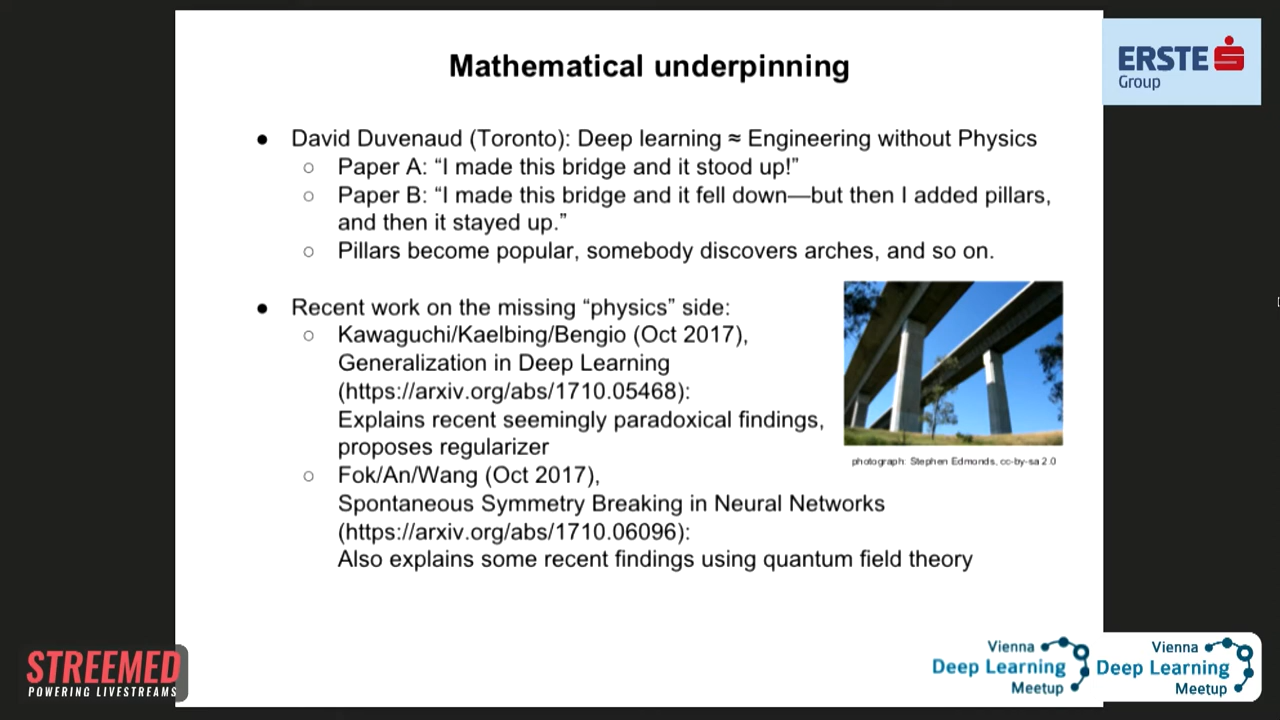 Mathematical underpinning
ERSTE
Group
● David Duvenaud (Toronto): Deep learning ≈ Engineering without Physics
○ Paper A: “I made this bridge and it stood up!”
○ Paper B: “I made this bridge and it fell down—but then I added pillars,
and then it stayed up.”
○ Pillars become popular, somebody discovers arches, and so on.
● Recent work on the missing “physics” side:
○ Kawaguchi/Kaelbing/Bengio (Oct 2017),
Generalization in Deep Learning
(https://arxiv.org/abs/1710.05468):
Explains recent seemingly paradoxical findings,
proposes regularizer
photograph: Stephen Edmonds, cc-by-sa 2.0
○ Fok/An/Wang (Oct 2017),
Spontaneous Symmetry Breaking in Neural Networks
(https://arxiv.org/abs/1710.06096):
Also explains some recent findings using quantum field theory
STREEMED
POWERING LIVESTREAMS
Vienna
Deep Learning
Meetup
Vienna
Deep Learning
Meetup